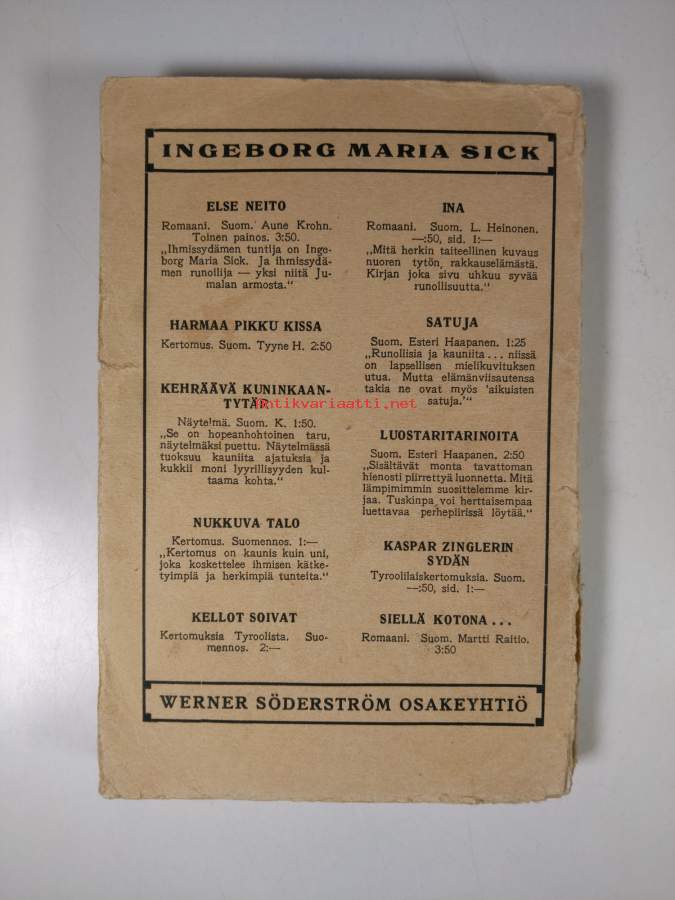 INGEBORG MARIA SICK
ELSE NEITO
Romaani. Suom. Aune Krohn.
Toinen painos. 3:50.
„Ihmissydämen tuntija on Inge-
borg Maria Sick. Ja ihmissydä-
men runoilija — yksi niitä Ju-
malan armosta.“
HARMAA PIKKU KISSA
Kertomus. Suom. Tyyne H. 2:50
KEHRÄÄVÄ KUNINKAAN-
TYTÄR
Näytelmä. Suom. K. 1:50.
„Se on hopeanhohtoinen taru,
näytelmäksi puettu. Näytelmässä
tuoksuu kauniita ajatuksia ja
kukkii moni lyyrillisyyden kul-
taama kohta.“
NUKKUVA TALO
Kertomus. Suomennos. 1:—
„Kertomus on kaunis kuin uni,
joka koskettelee ihmisen kätke-
tyimpiä ja herkimpiä tunteita.“
KELLOT SOIVAT
Kertomuksia Tyroolista. Suo-
mennos. 2:—
INA
Romaani. Suom. L. Heinonen.
—:50, sid. 1:—
„Mitä herkin taiteellinen kuvaus
nuoren tytön rakkauselämästä.
Kirjan joka sivu uhkuu syvää
runollisuutta.“
SATUJA
Suom. Esteri Haapanen. 1:25
„Runollisia ja kauniita... niissä
on lapsellisen mielikuvituksen
utua. Mutta elämänviisautensa
takia ne ovat myös 'aikuisten
satuja.'“
LUOSTARITARINOITA
Suom. Esteri Haapanen. 2:50
„Sisältävät monta tavattoman
hienosti piirrettyä luonnetta. Mitä
lämpimimmin suosittelemme kir-
jaa. Tuskinpa voi herttaisempaa
luettavaa perhepiirissä löytää.“
KASPAR ZINGLERIN
SYDÄN
Tyroolilaiskertomuksia. Suom.
—:50, sid. 1:—
SIELLÄ KOTONA...
Romaani. Suom. Martti Raitio.
3:50
WERNER SÖDERSTRÖM OSAKEYHTIÖ
antikvariaatti.net